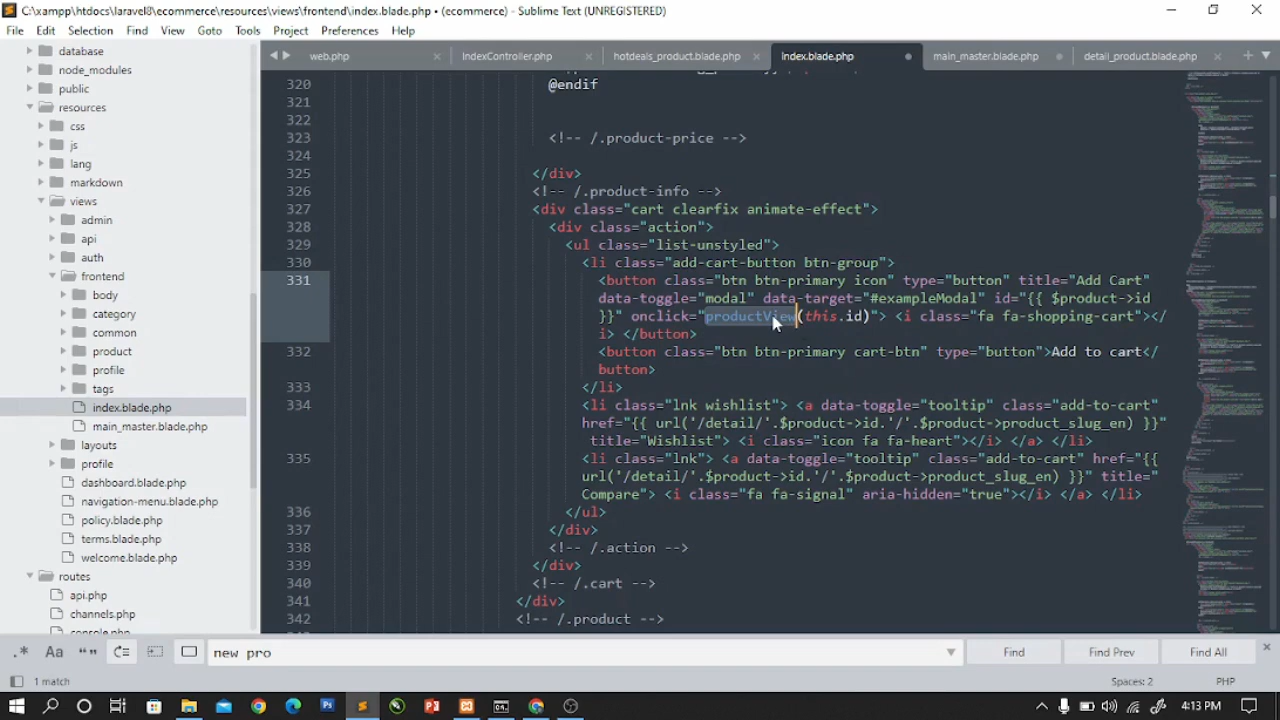 C:\xampp\htdocs\laravel8\ecommerce\resources\views\frontend\index.blade.php • (ecommerce) - Sublime Text (UNREGISTERED)
File Edit Selection Find View Goto Tools Project Preferences Help
database
node_modules
public
resources
css
js
lang
markdown
views
admin
api
auth
frontend
body
category
common
product
profile
tags
index.blade.php
main_master.blade.php
layouts
profile
dashboard.blade.php
navigation-menu.blade.php
policy.blade.php
terms.blade.php
welcome.blade.php
routes
api.php
channels.php
console.php
web.php IndexController.php hotdeals_product.blade.php index.blade.php main_master.blade.php detail_product.blade.php
320 @endif
321
322
323 <!-- /.product-price -->
324
325 </div>
326 <!-- /.product-info -->
327 <div class="cart clearfix animate-effect">
328 <div class="action">
329 <ul class="list-unstyled">
330 <li class="add-cart-button btn-group">
331 <button class="btn btn-primary icon" type="button" title="Add Cart"
data-toggle="modal" data-target="#exampleModal" id="{{ $product->id
}}" onclick="productView(this.id)"> <i class="fa fa-shopping-cart"></
i> </button>
332 <button class="btn btn-primary cart-btn" type="button">Add to cart</
button>
333 </li>
334 <li class="lnk wishlist"> <a data-toggle="tooltip" class="add-to-cart"
href="{{ url('/detail/'.$product->id.'/'.$product->product_slug_en) }}"
title="Wishlist"> <i class="icon fa fa-heart"></i> </a> </li>
335 <li class="lnk"> <a data-toggle="tooltip" class="add-to-cart" href="{{
url('/detail/'.$product->id.'/'.$product->product_slug_en) }}" title="
Compare"> <i class="fa fa-signal" aria-hidden="true"></i> </a> </li>
336 </ul>
337 </div>
338 <!-- /.action -->
339 </div>
340 <!-- /.cart -->
341 </div>
342 <!-- /.product -->
.* Aa “” new pro Find Find Prev Find All
1 match Spaces: 2 PHP
4:13 PM